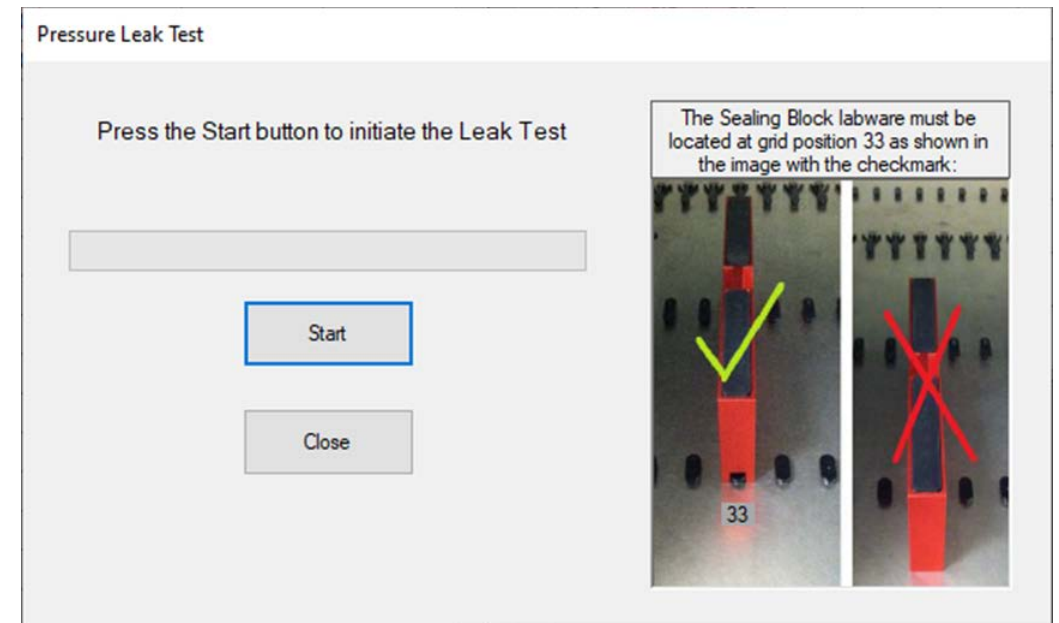 Pressure Leak Test
Press the Start button to initiate the Leak Test
Start
Close
The Sealing Block labware must be
located at grid position 33 as shown in
the image with the checkmark:
33